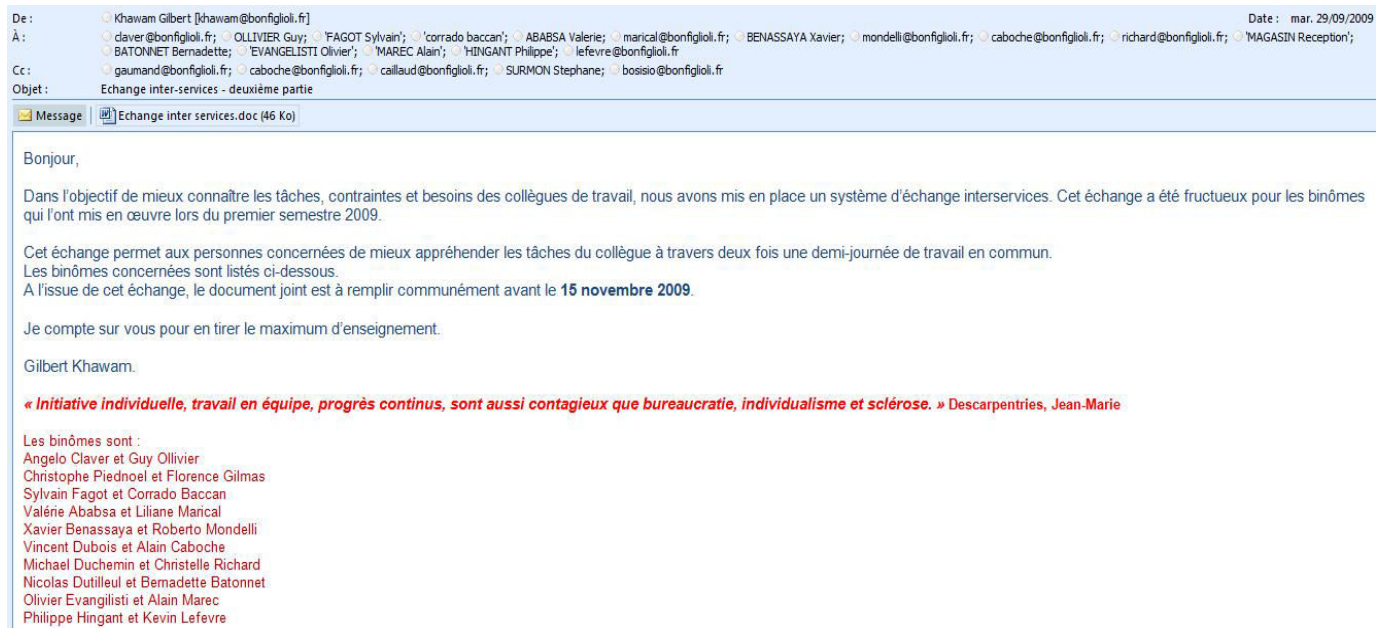 De : Khawam Gilbert [khawam@bonfiglioli.fr] Date : mar. 29/09/2009
À : claver@bonfiglioli.fr; OLLIVIER Guy; 'FAGOT Sylvain'; 'corrado baccan'; ABABSA Valerie; marical@bonfiglioli.fr; BENASSAYA Xavier; mondelli@bonfiglioli.fr; caboche@bonfiglioli.fr; richard@bonfiglioli.fr; 'MAGASIN Reception';
BATONNET Bernadette; 'EVANGELISTI Olivier'; 'MAREC Alain'; 'HINGANT Philippe'; lefevre@bonfiglioli.fr
Cc : gaumand@bonfiglioli.fr; caboche@bonfiglioli.fr; caillaud@bonfiglioli.fr; SURMON Stephane; bosisio@bonfiglioli.fr
Objet : Echange inter-services - deuxième partie
Message Echange inter services.doc (46 Ko)
Bonjour,
Dans l'objectif de mieux connaître les tâches, contraintes et besoins des collègues de travail, nous avons mis en place un système d'échange interservices. Cet échange a été fructueux pour les binômes
qui l'ont mis en œuvre lors du premier semestre 2009.
Cet échange permet aux personnes concernées de mieux appréhender les tâches du collègue à travers deux fois une demi-journée de travail en commun.
Les binômes concernées sont listés ci-dessous.
A l'issue de cet échange, le document joint est à remplir communément avant le 15 novembre 2009.
Je compte sur vous pour en tirer le maximum d'enseignement.
Gilbert Khawam.
« Initiative individuelle, travail en équipe, progrès continus, sont aussi contagieux que bureaucratie, individualisme et sclérose. » Descarpentries, Jean-Marie
Les binômes sont :
Angelo Claver et Guy Ollivier
Christophe Piednoel et Florence Gilmas
Sylvain Fagot et Corrado Baccan
Valérie Ababsa et Liliane Marical
Xavier Benassaya et Roberto Mondelli
Vincent Dubois et Alain Caboche
Michael Duchemin et Christelle Richard
Nicolas Dutilleul et Bernadette Batonnet
Olivier Evangilisti et Alain Marec
Philippe Hingant et Kevin Lefevre